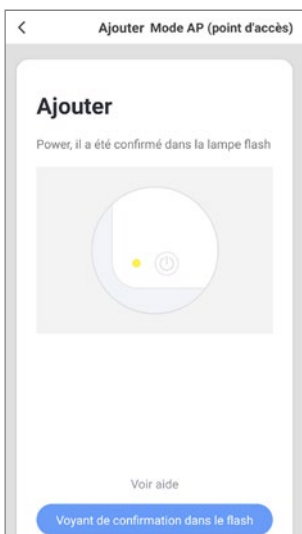 Ajouter Mode AP (point d'accès)
Ajouter
Power, il a été confirmé dans la lampe flash
Voir aide
Voyant de confirmation dans le flash